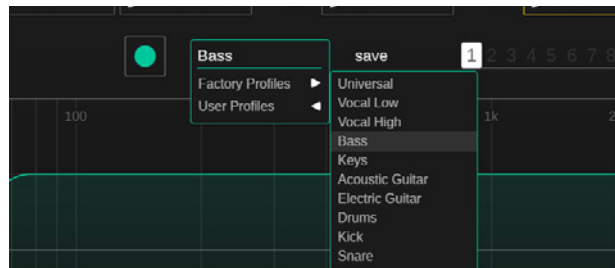 Bass save 1 2 3 4 5 6 7 8
Factory Profiles
User Profiles
Universal
Vocal Low
Vocal High
Bass
Keys
Acoustic Guitar
Electric Guitar
Drums
Kick
Snare
100 1k 2